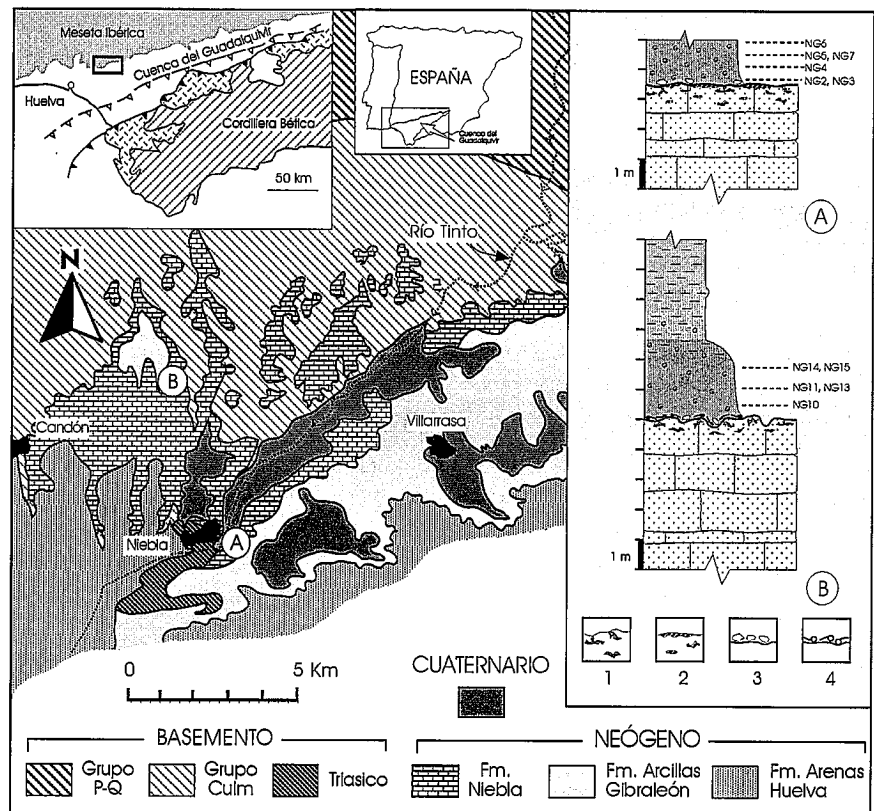 Meseta Ibérica
Cuenca del Guadalquivir
Huelva
Cordillera Bética
50 km
ESPAÑA
Cuenca del
Guadalquivir
Río Tinto
N
B
Candón
Villarrasa
Niebla
A
0 5 Km
NG6
NG5, NG7
NG4
NG2, NG3
1 m
A
NG14, NG15
NG11, NG13
NG10
1 m
B
1 2 3 4
CUATERNARIO
BASEMENTO
Grupo
P-Q
Grupo
Culm
Triasico
NEÓGENO
Fm.
Niebla
Fm. Arcillas
Gibraleón
Fm. Arenas
Huelva